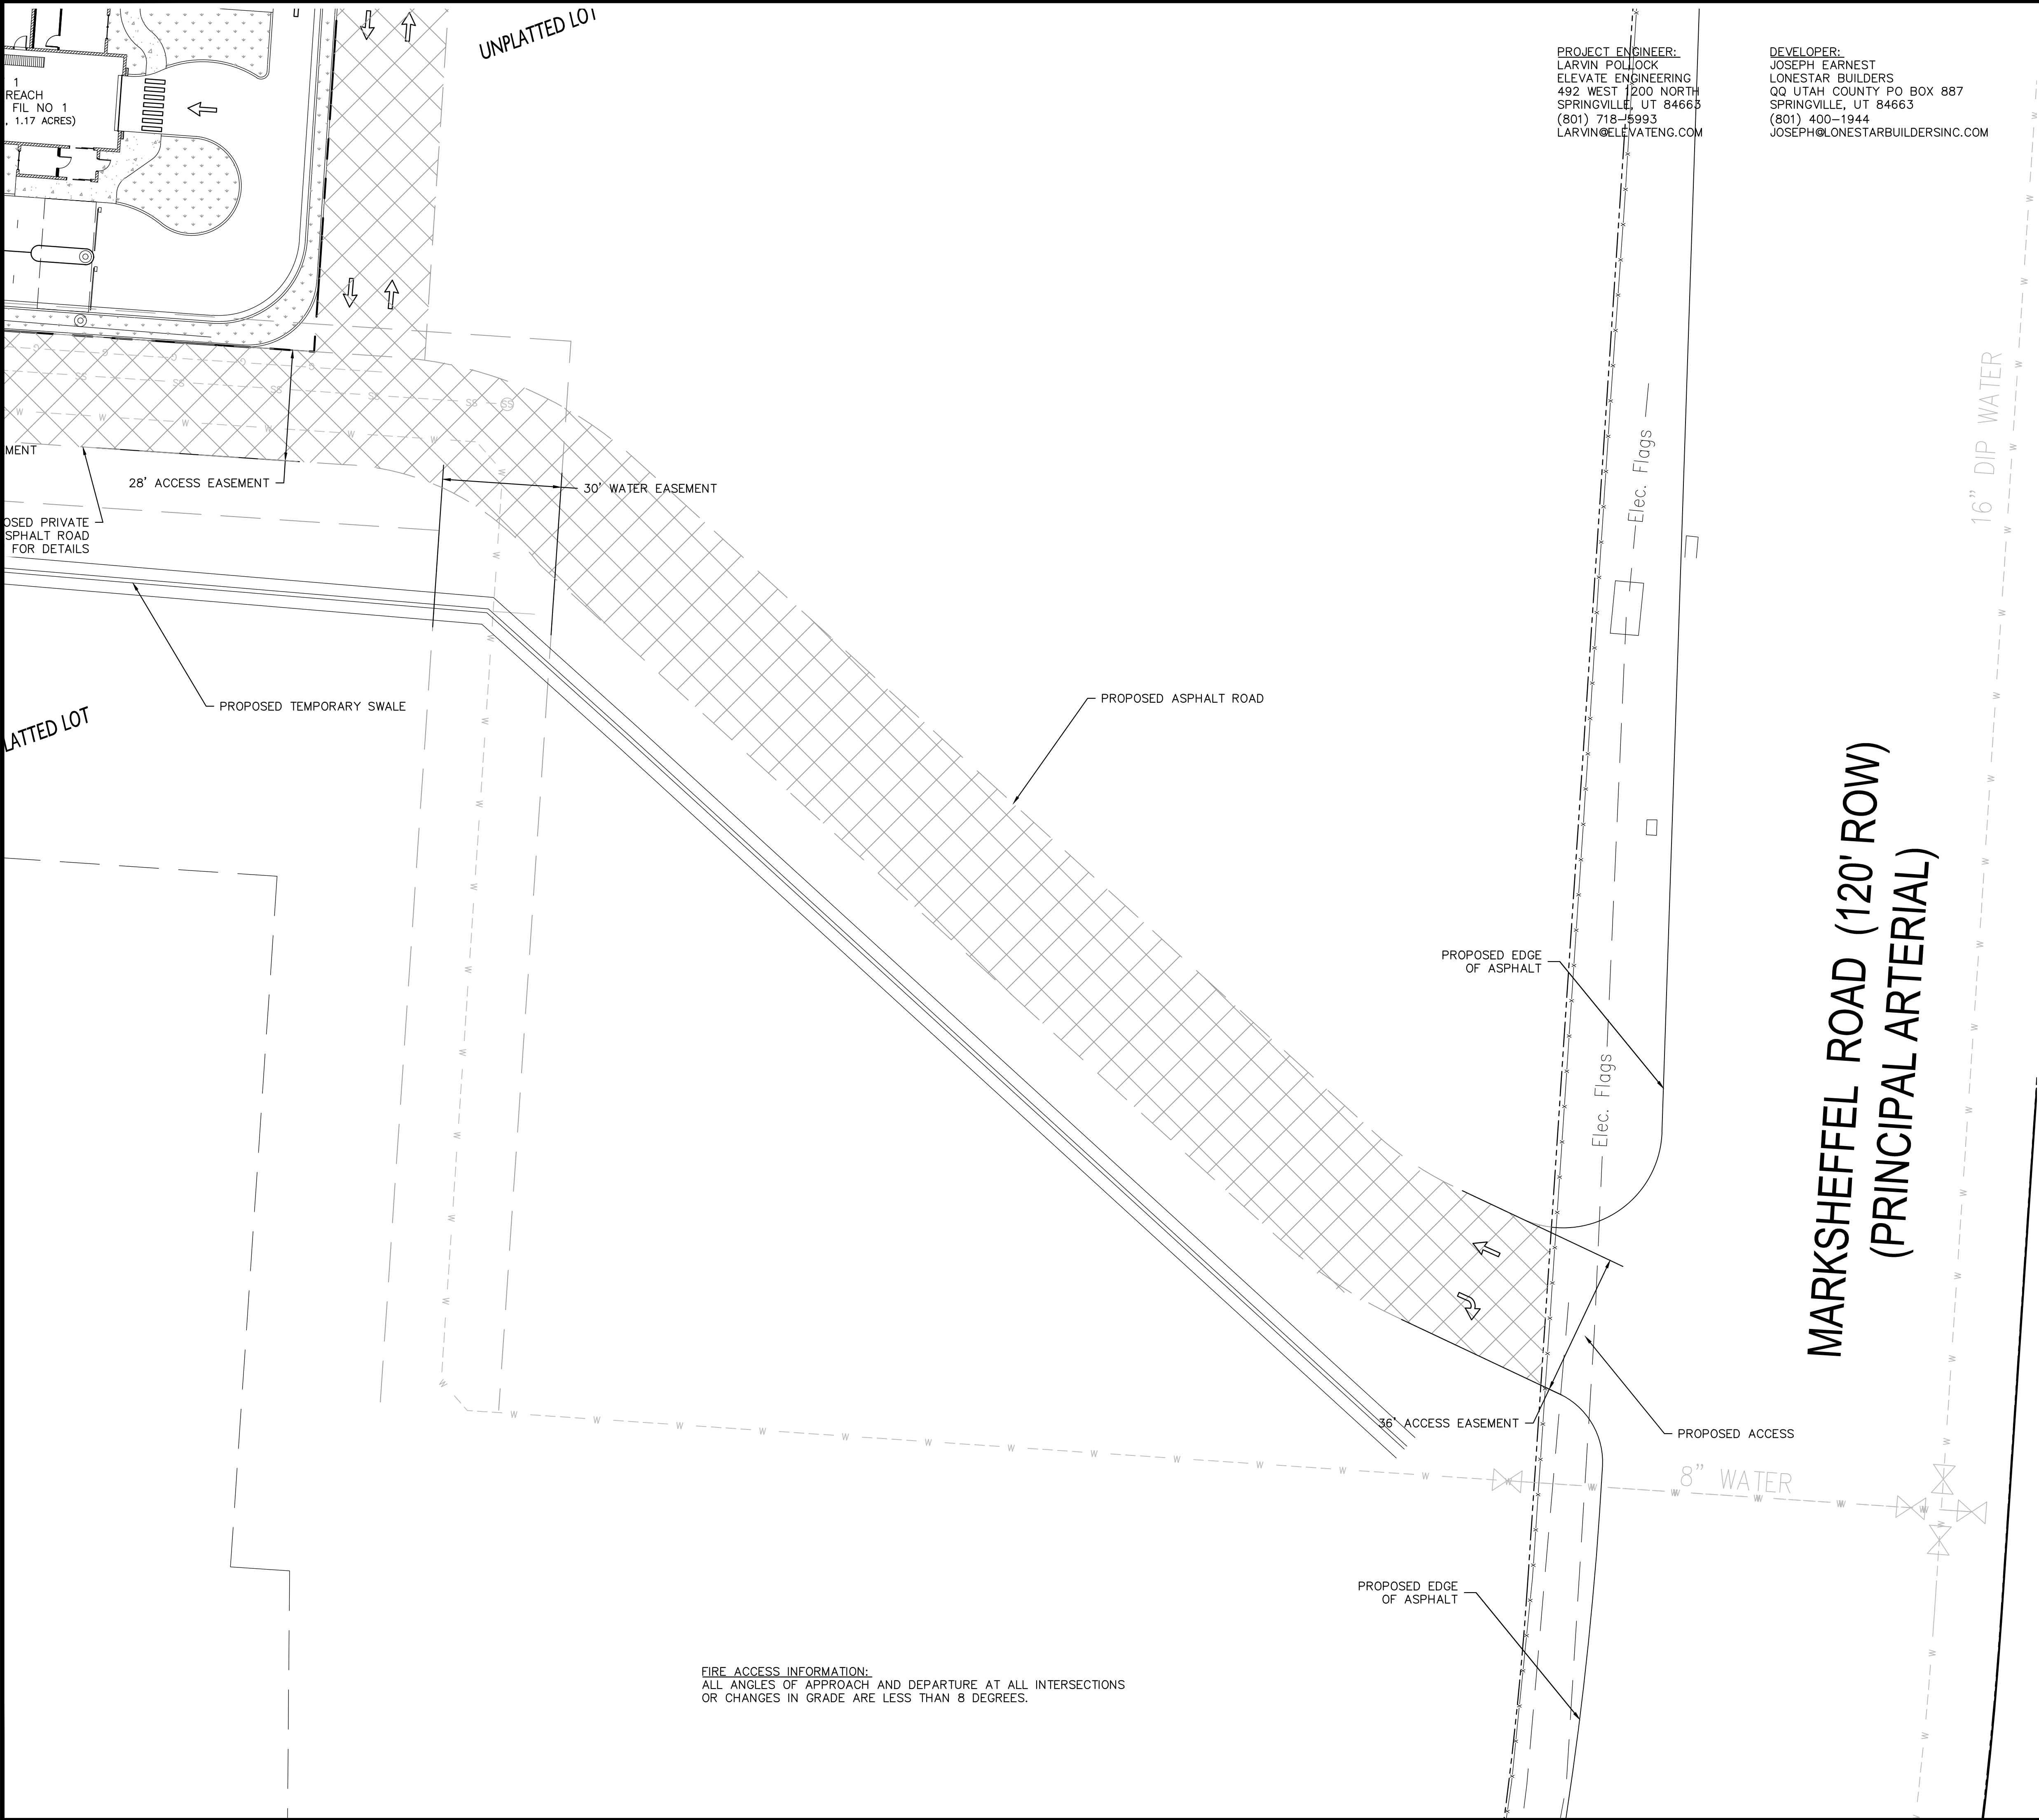 UNPLATTED LOT
PROJECT ENGINEER:
LARVIN POLLOCK
ELEVATE ENGINEERING
492 WEST 1200 NORTH
SPRINGVILLE, UT 84663
(801) 718-5993
LARVIN@ELEVATENG.COM
DEVELOPER:
JOSEPH EARNEST
LONESTAR BUILDERS
QQ UTAH COUNTY PO BOX 887
SPRINGVILLE, UT 84663
(801) 400-1944
JOSEPH@LONESTARBUILDERSINC.COM
1
REACH
FIL NO 1
, 1.17 ACRES)
MENT
28' ACCESS EASEMENT
30' WATER EASEMENT
OSED PRIVATE
SPHALT ROAD
FOR DETAILS
PROPOSED TEMPORARY SWALE
LATTED LOT
PROPOSED ASPHALT ROAD
Elec. Flags
16" DIP WATER
PROPOSED EDGE
OF ASPHALT
Elec. Flags
MARKSHEFFEL ROAD (120' ROW)
(PRINCIPAL ARTERIAL)
36' ACCESS EASEMENT
PROPOSED ACCESS
8" WATER
PROPOSED EDGE
OF ASPHALT
FIRE ACCESS INFORMATION:
ALL ANGLES OF APPROACH AND DEPARTURE AT ALL INTERSECTIONS
OR CHANGES IN GRADE ARE LESS THAN 8 DEGREES.